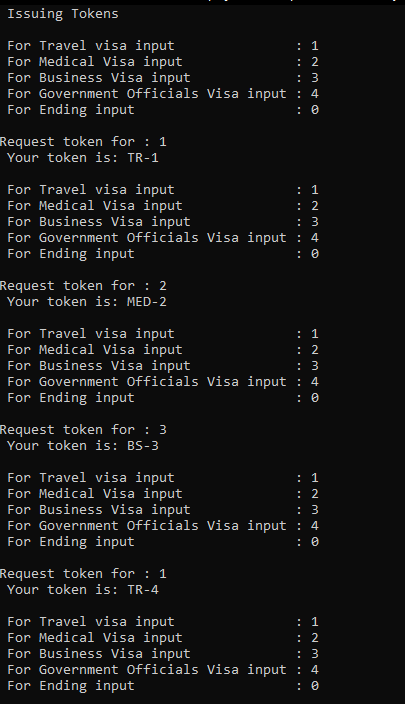 Issuing Tokens
For Travel visa input : 1
For Medical Visa input : 2
For Business Visa input : 3
For Government Officials Visa input : 4
For Ending input : 0
Request token for : 1
Your token is: TR-1
For Travel visa input : 1
For Medical Visa input : 2
For Business Visa input : 3
For Government Officials Visa input : 4
For Ending input : 0
Request token for : 2
Your token is: MED-2
For Travel visa input : 1
For Medical Visa input : 2
For Business Visa input : 3
For Government Officials Visa input : 4
For Ending input : 0
Request token for : 3
Your token is: BS-3
For Travel visa input : 1
For Medical Visa input : 2
For Business Visa input : 3
For Government Officials Visa input : 4
For Ending input : 0
Request token for : 1
Your token is: TR-4
For Travel visa input : 1
For Medical Visa input : 2
For Business Visa input : 3
For Government Officials Visa input : 4
For Ending input : 0